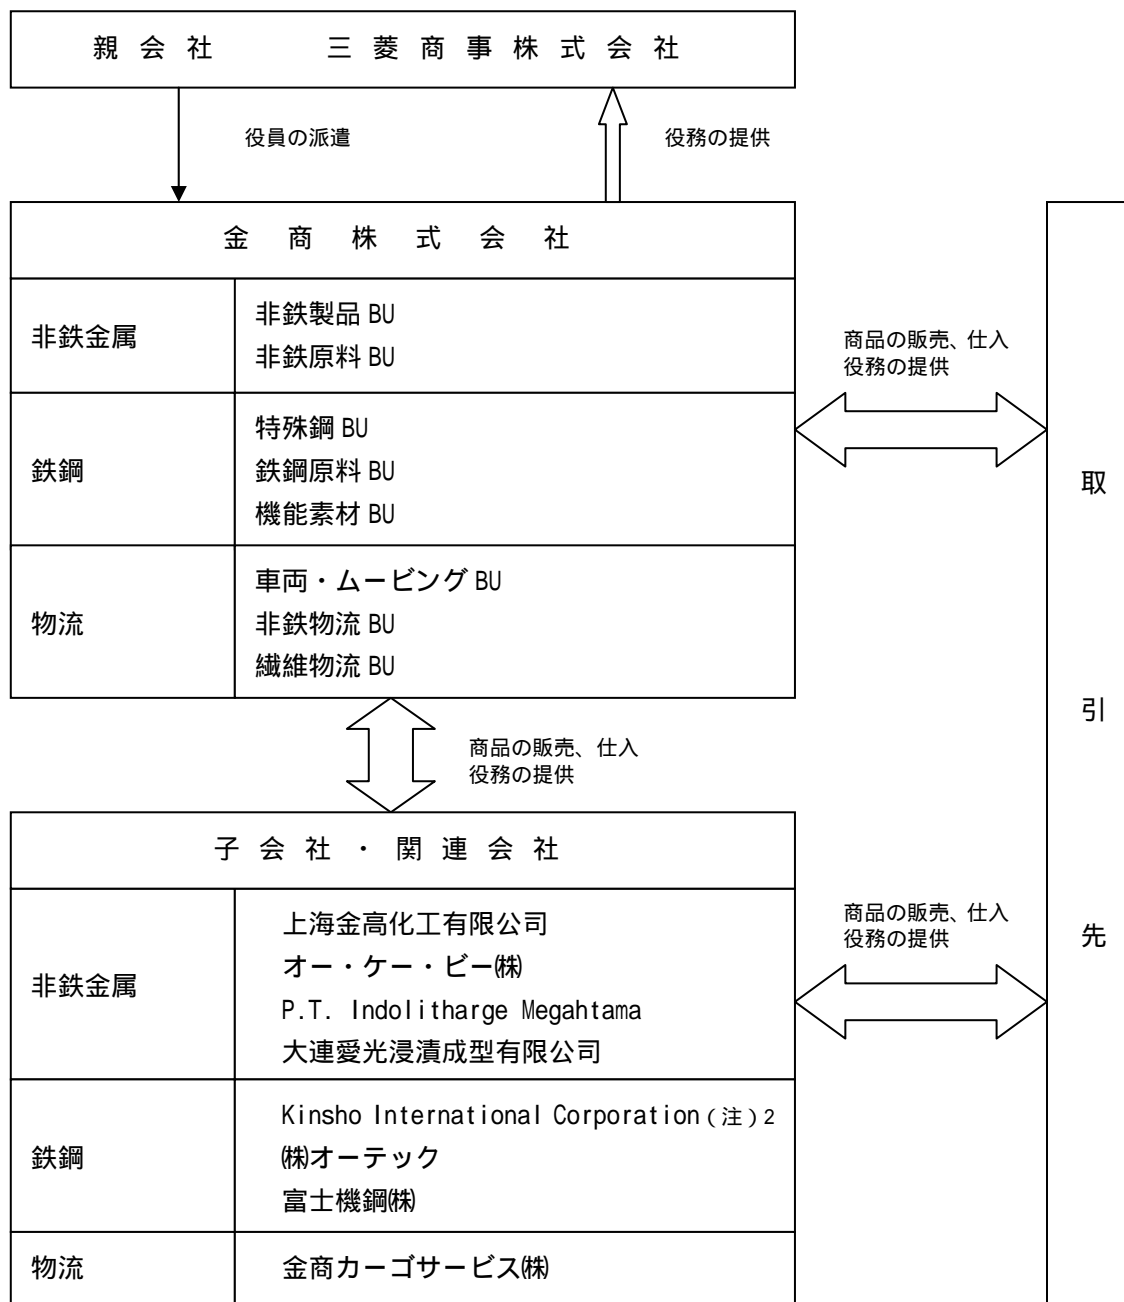 親会社 三菱商事株式会社
役員の派遣
役務の提供
金商株式会社
非鉄金属
非鉄製品 BU
非鉄原料 BU
鉄鋼
特殊鋼 BU
鉄鋼原料 BU
機能素材 BU
物流
車両・ムービング BU
非鉄物流 BU
繊維物流 BU
商品の販売、仕入
役務の提供
商品の販売、仕入
役務の提供
子会社・関連会社
非鉄金属
上海金高化工有限公司
オー・ケー・ビー㈱
P.T. Indolitharge Megahtama
大連愛光浸漬成型有限公司
鉄鋼
Kinsho International Corporation（注）2
㈱オーテック
富士機鋼㈱
物流
金商カーゴサービス㈱
商品の販売、仕入
役務の提供
取引先